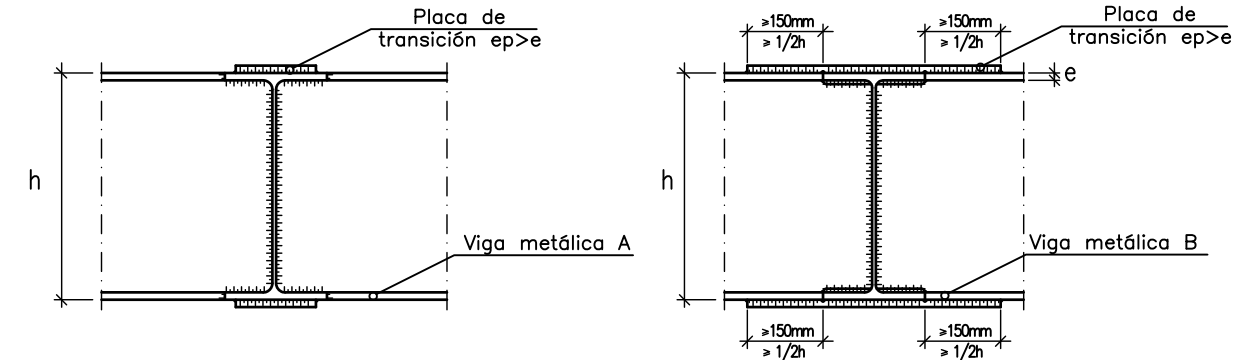 Placa de
transición ep>e
h
Viga metálica A
≥150mm
≥ 1/2h
≥150mm
≥ 1/2h
Placa de
transición ep>e
e
h
Viga metálica B
≥150mm
≥ 1/2h
≥150mm
≥ 1/2h